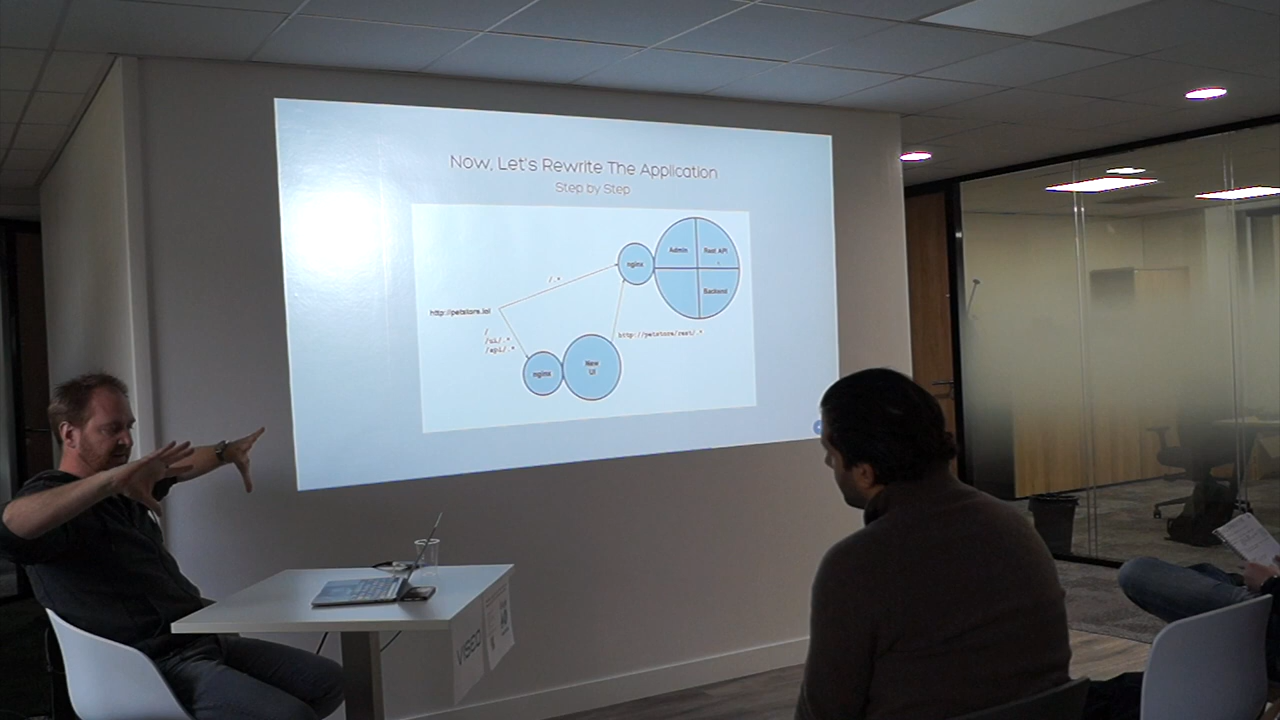 Now, Let's Rewrite The Application
Step by Step
Admin
Rest API
nginx
Backend
/.*
http://petstore.lol
/
/ui/.*
/api/.*
http://petstore/rest/.*
New
UI
nginx